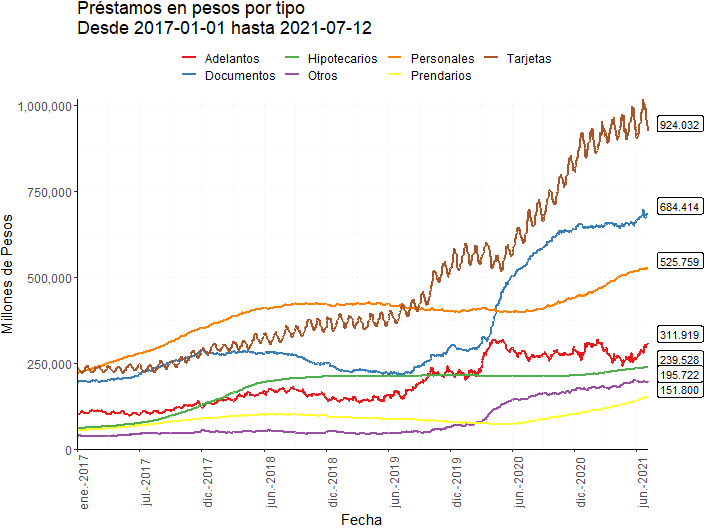 Préstamos en pesos por tipo
Desde 2017-01-01 hasta 2021-07-12
Adelantos Hipotecarios Personales Tarjetas
Documentos Otros Prendarios
Millones de Pesos
1,000,000
750,000
500,000
250,000
0
924.032
684.414
525.759
311.919
239.528
195.722
151.800
ene.-2017 jul.-2017 dic.-2017 jun.-2018 dic.-2018 jun.-2019 dic.-2019 jun.-2020 dic.-2020 jun.-2021
Fecha